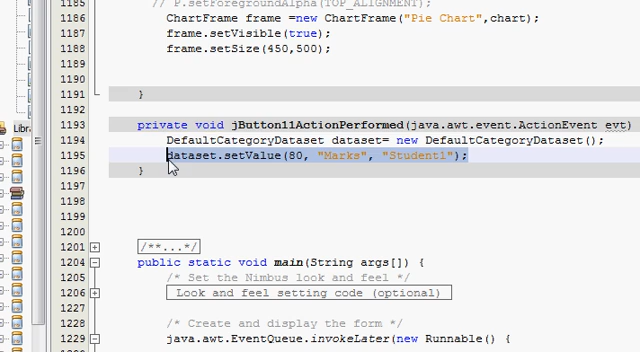 1185 // P.setForegroundAlpha(TOP_ALIGNMENT);
1186 ChartFrame frame =new ChartFrame("Pie Chart",chart);
1187 frame.setVisible(true);
1188 frame.setSize(450,500);
1189
1190
1191 }
1192
1193 private void jButton11ActionPerformed(java.awt.event.ActionEvent evt)
1194 DefaultCategoryDataset dataset= new DefaultCategoryDataset();
1195 dataset.setValue(80, "Marks", "Student1");
1196 }
1197
1198
1199
1200
1201 /**...*/
1204 public static void main(String args[]) {
1205 /* Set the Nimbus look and feel */
1206 Look and feel setting code (optional)
1227
1228 /* Create and display the form */
1229 java.awt.EventQueue.invokeLater(new Runnable() {
Libra